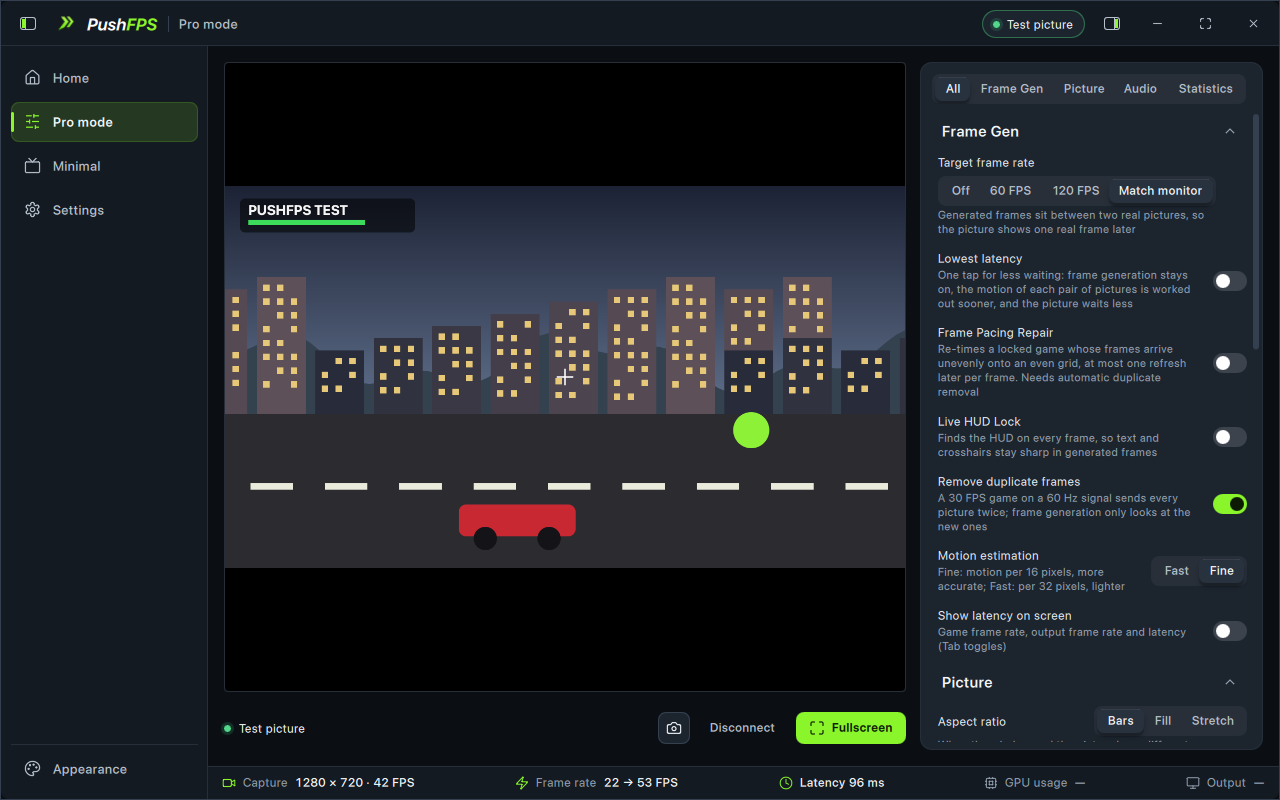 PushFPS
Pro mode
Test picture
Home
Pro mode
Minimal
Settings
Appearance
PUSHFPS TEST
Test picture
Disconnect
Fullscreen
All
Frame Gen
Picture
Audio
Statistics
Frame Gen
Target frame rate
Off
60 FPS
120 FPS
Match monitor
Generated frames sit between two real pictures, so
the picture shows one real frame later
Lowest latency
One tap for less waiting: frame generation stays
on, the motion of each pair of pictures is worked
out sooner, and the picture waits less
Frame Pacing Repair
Re-times a locked game whose frames arrive
unevenly onto an even grid, at most one refresh
later per frame. Needs automatic duplicate
removal
Live HUD Lock
Finds the HUD on every frame, so text and
crosshairs stay sharp in generated frames
Remove duplicate frames
A 30 FPS game on a 60 Hz signal sends every
picture twice; frame generation only looks at the
new ones
Motion estimation
Fine: motion per 16 pixels, more
accurate; Fast: per 32 pixels, lighter
Fast
Fine
Show latency on screen
Game frame rate, output frame rate and latency
(Tab toggles)
Picture
Aspect ratio
Bars
Fill
Stretch
Capture 1280 × 720 · 42 FPS
Frame rate 22 → 53 FPS
Latency 96 ms
GPU usage —
Output —